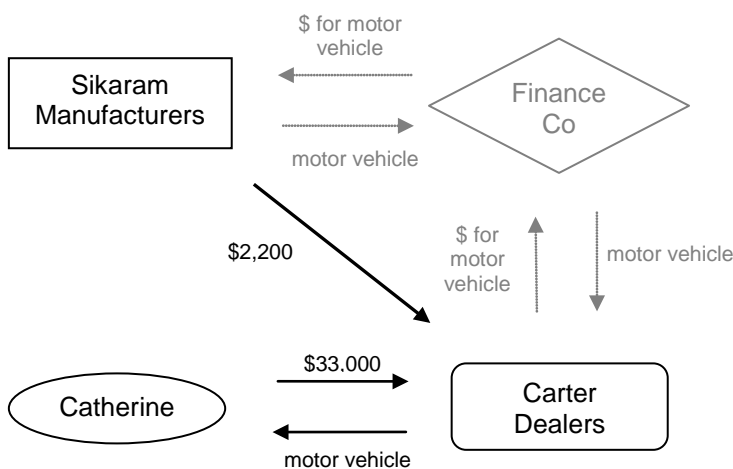 $ for motor
vehicle
Sikaram
Manufacturers
Finance
Co
motor vehicle
$2,200
$ for
motor
vehicle
motor vehicle
$33.000
Catherine
Carter
Dealers
motor vehicle